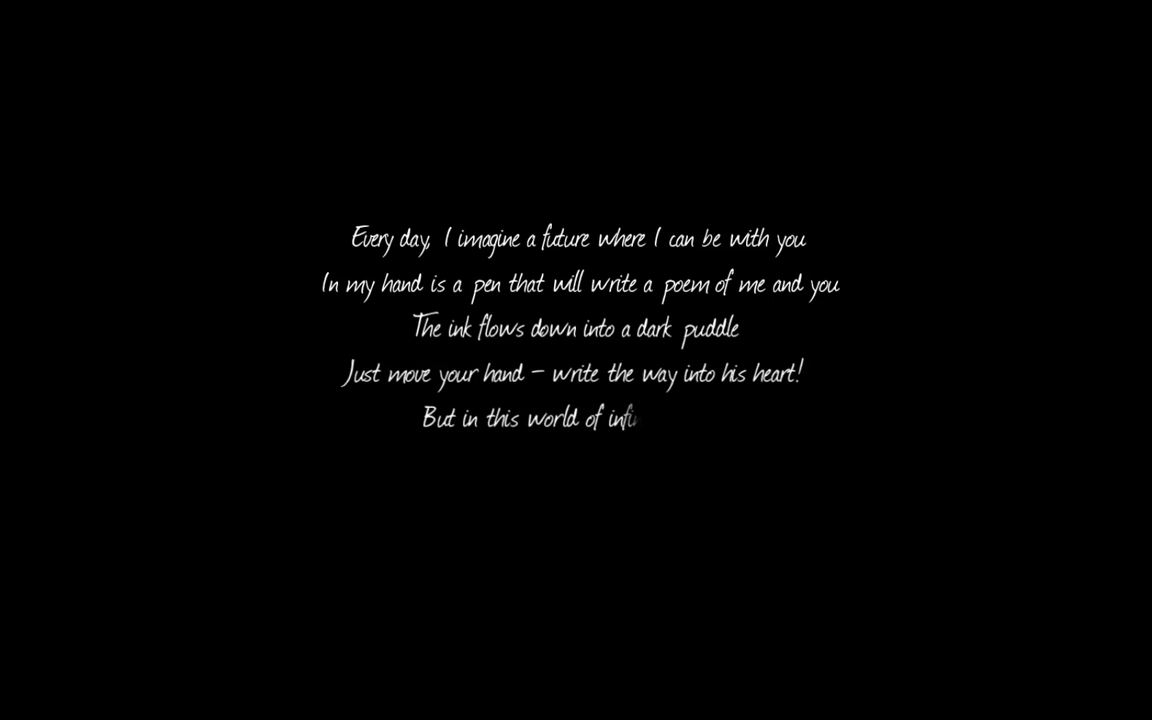 Every day, I imagine a future where I can be with you
In my hand is a pen that will write a poem of me and you
The ink flows down into a dark puddle
Just move your hand – write the way into his heart!
But in this world of